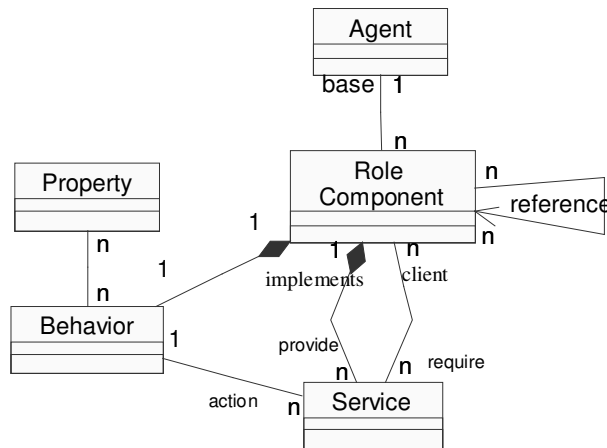 Agent
base 1
n
Role
Component
n
reference
n
Property
n
n
1
1
Behavior
1
implements
1
n
client
provide
require
n
n
action
n
Service